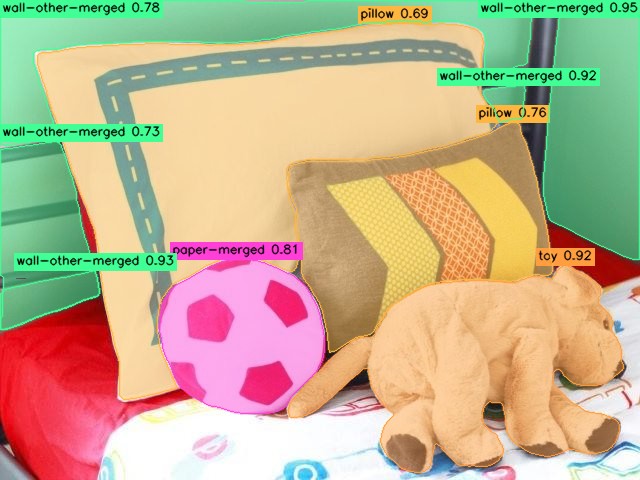 wall-other-merged 0.78
pillow 0.69
wall-other-merged 0.95
wall-other-merged 0.92
pillow 0.76
wall-other-merged 0.73
paper-merged 0.81
wall-other-merged 0.93
toy 0.92